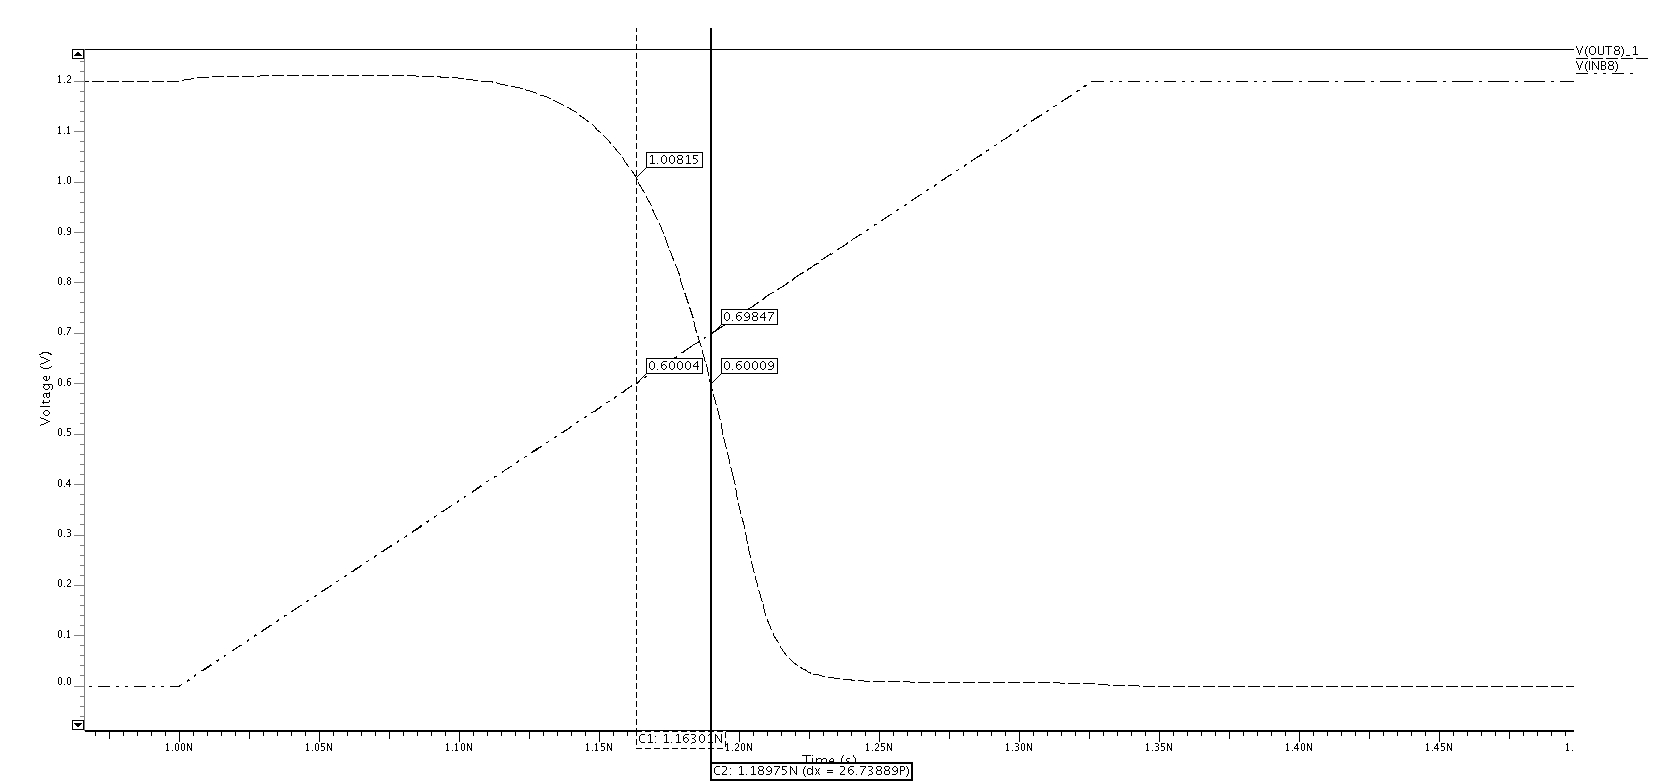 V(OUT8)_1
V(INB8)
1.2
1.1
1.00815
1.0
0.9
0.8
0.69847
0.7
0.60004
0.60009
0.6
0.5
0.4
0.3
0.2
0.1
0.0
Voltage (V)
C1: 1.16301N
1.00N 1.05N 1.10N 1.15N 1.20N 1.25N 1.30N 1.35N 1.40N 1.45N 1.
Time (s)
C2: 1.18975N (dx = 26.73889P)